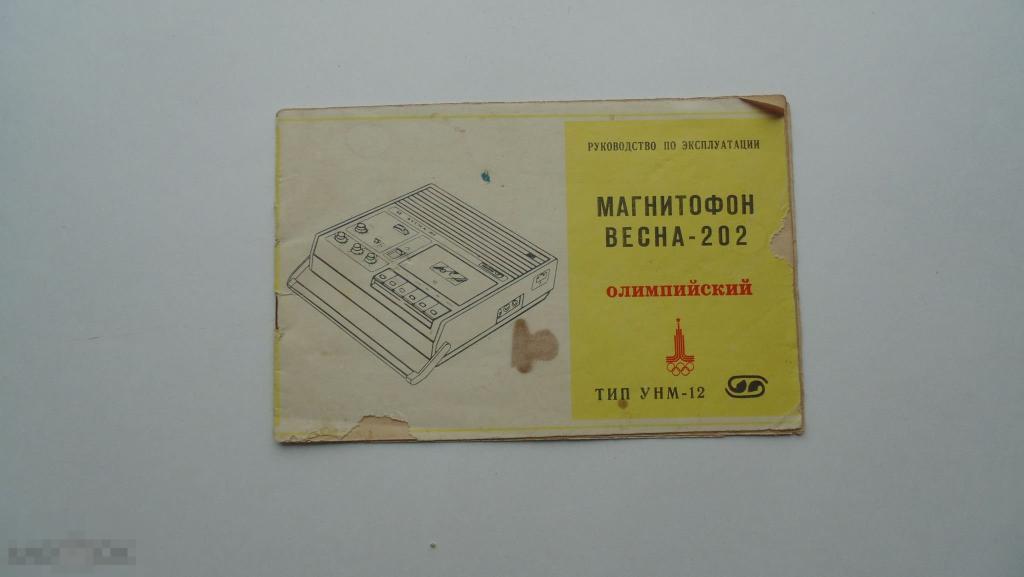 РУКОВОДСТВО ПО ЭКСПЛУАТАЦИИ
МАГНИТОФОН
ВЕСНА-202
ОЛИМПИЙСКИЙ
ТИП УНМ-12